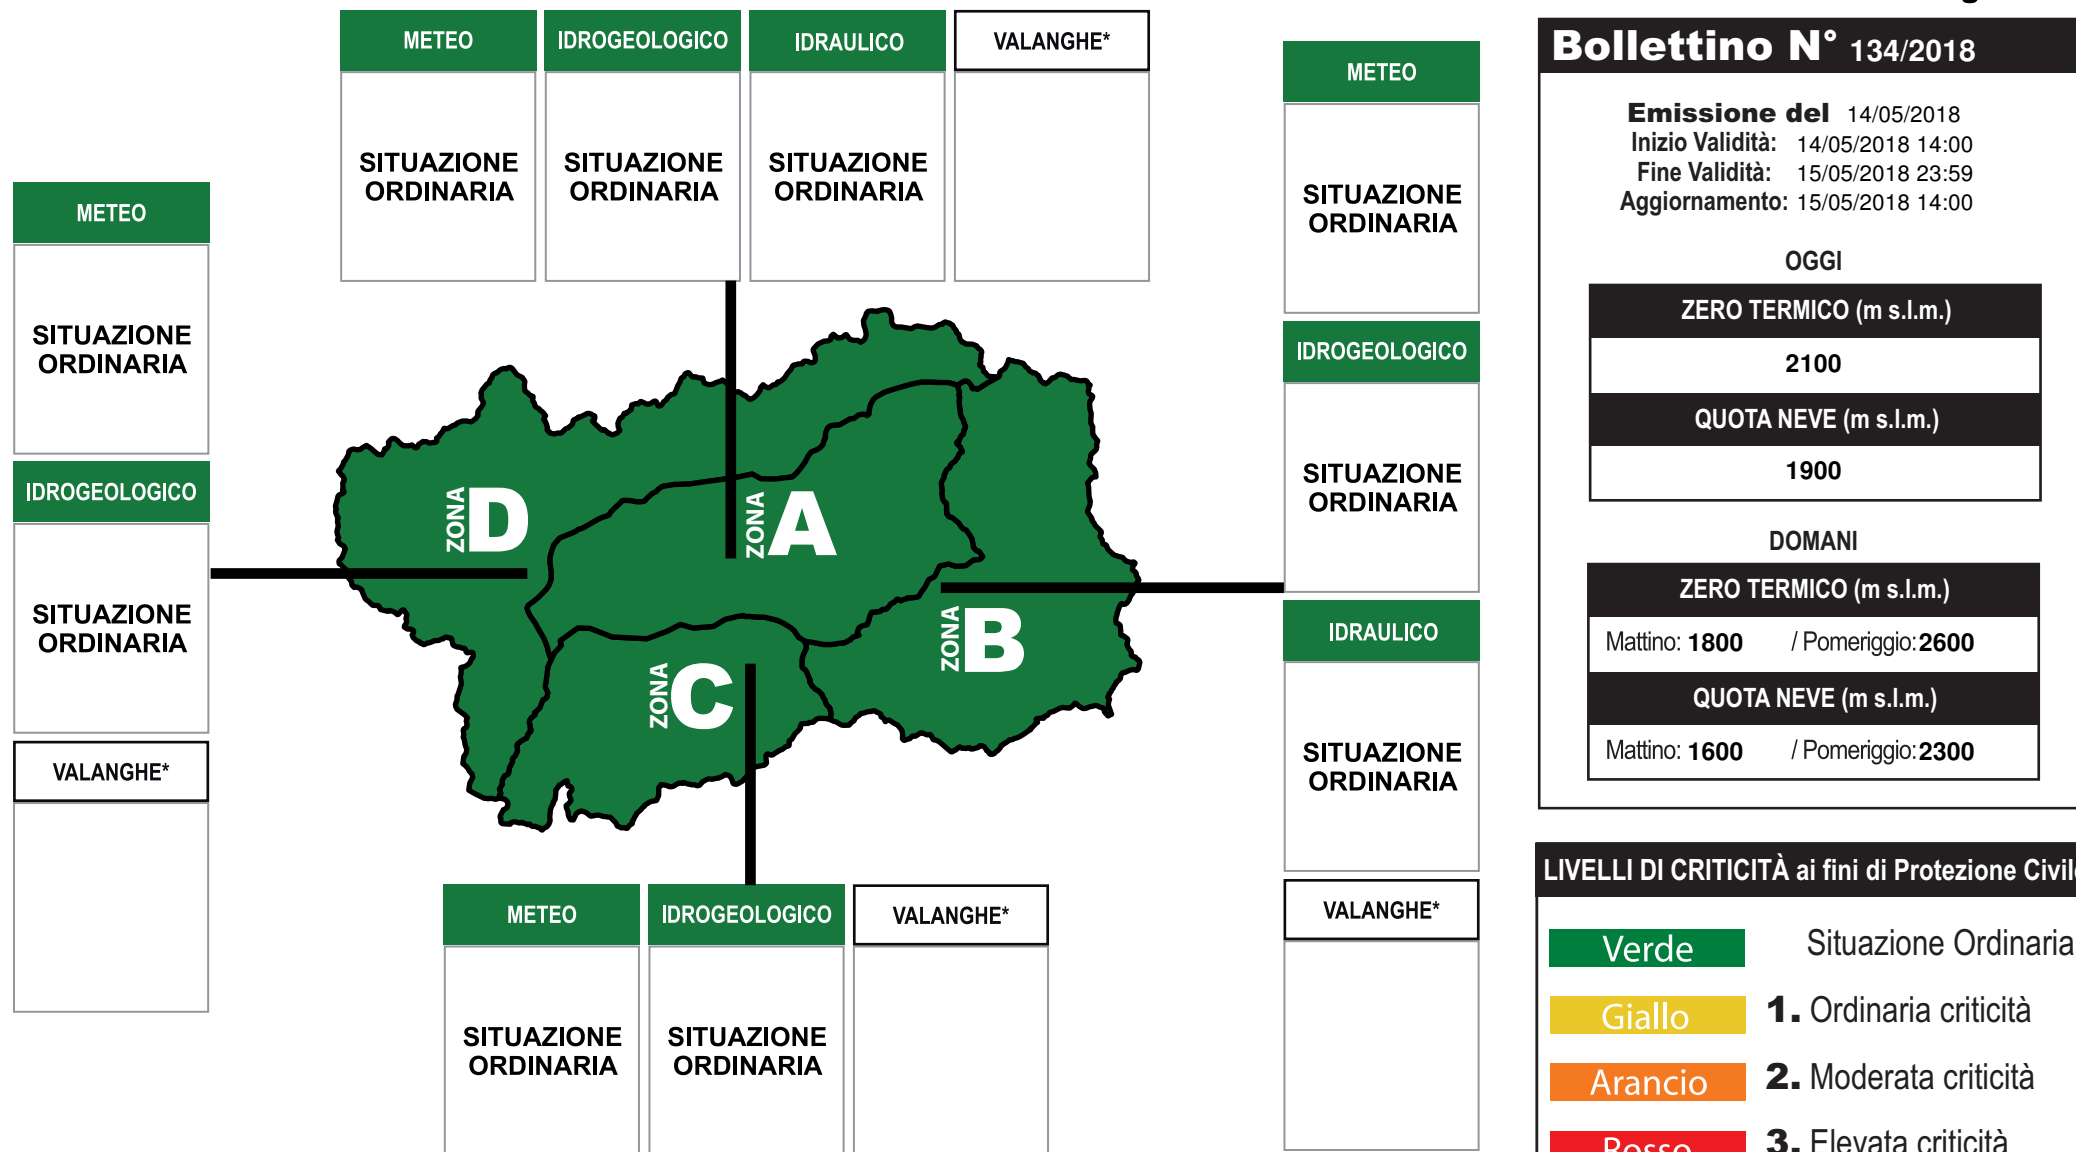 METEO
IDROGEOLOGICO
IDRAULICO
VALANGHE*
SITUAZIONE
ORDINARIA
SITUAZIONE
ORDINARIA
SITUAZIONE
ORDINARIA
METEO
SITUAZIONE
ORDINARIA
IDROGEOLOGICO
SITUAZIONE
ORDINARIA
VALANGHE*
ZONA D
ZONA A
ZONA B
ZONA C
METEO
SITUAZIONE
ORDINARIA
IDROGEOLOGICO
SITUAZIONE
ORDINARIA
IDRAULICO
SITUAZIONE
ORDINARIA
VALANGHE*
METEO
IDROGEOLOGICO
VALANGHE*
SITUAZIONE
ORDINARIA
SITUAZIONE
ORDINARIA
Bollettino N° 134/2018
Emissione del 14/05/2018
Inizio Validità: 14/05/2018 14:00
Fine Validità: 15/05/2018 23:59
Aggiornamento: 15/05/2018 14:00
OGGI
ZERO TERMICO (m s.l.m.)
2100
QUOTA NEVE (m s.l.m.)
1900
DOMANI
ZERO TERMICO (m s.l.m.)
Mattino: 1800 / Pomeriggio: 2600
QUOTA NEVE (m s.l.m.)
Mattino: 1600 / Pomeriggio: 2300
LIVELLI DI CRITICITÀ ai fini di Protezione Civile
Verde Situazione Ordinaria
Giallo 1. Ordinaria criticità
Arancio 2. Moderata criticità
Rosso 3. Elevata criticità